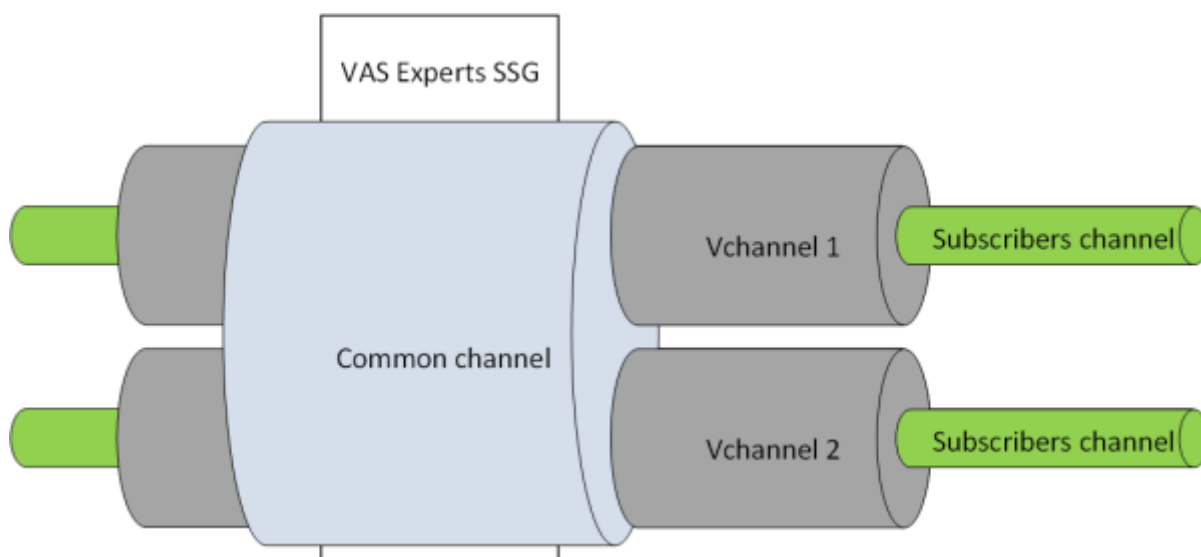 VAS Experts SSG
Vchannel 1
Subscribers channel
Common channel
Vchannel 2
Subscribers channel